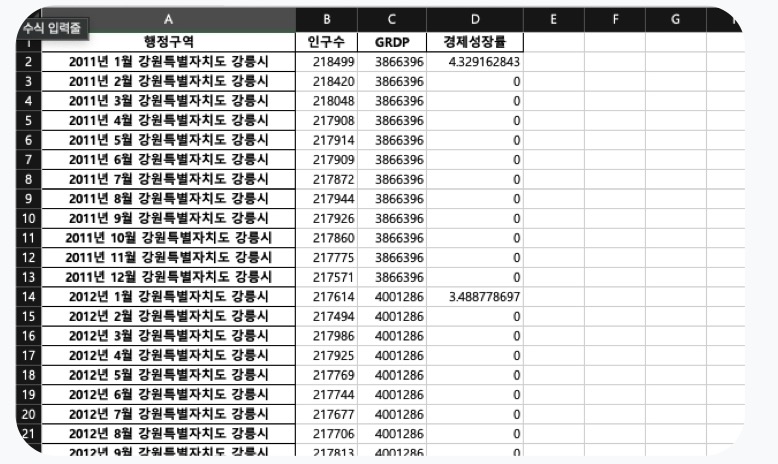 A B C D E F G
수식 입력줄
1 행정구역 인구수 GRDP 경제성장률
2 2011년 1월 강원특별자치도 강릉시 218499 3866396 4.329162843
3 2011년 2월 강원특별자치도 강릉시 218420 3866396 0
4 2011년 3월 강원특별자치도 강릉시 218048 3866396 0
5 2011년 4월 강원특별자치도 강릉시 217908 3866396 0
6 2011년 5월 강원특별자치도 강릉시 217914 3866396 0
7 2011년 6월 강원특별자치도 강릉시 217909 3866396 0
8 2011년 7월 강원특별자치도 강릉시 217872 3866396 0
9 2011년 8월 강원특별자치도 강릉시 217944 3866396 0
10 2011년 9월 강원특별자치도 강릉시 217926 3866396 0
11 2011년 10월 강원특별자치도 강릉시 217860 3866396 0
12 2011년 11월 강원특별자치도 강릉시 217775 3866396 0
13 2011년 12월 강원특별자치도 강릉시 217571 3866396 0
14 2012년 1월 강원특별자치도 강릉시 217614 4001286 3.488778697
15 2012년 2월 강원특별자치도 강릉시 217494 4001286 0
16 2012년 3월 강원특별자치도 강릉시 217986 4001286 0
17 2012년 4월 강원특별자치도 강릉시 217925 4001286 0
18 2012년 5월 강원특별자치도 강릉시 217769 4001286 0
19 2012년 6월 강원특별자치도 강릉시 217744 4001286 0
20 2012년 7월 강원특별자치도 강릉시 217677 4001286 0
21 2012년 8월 강원특별자치도 강릉시 217706 4001286 0
2012년 9월 강원특별자치도 강릉시 217813 4001286 0